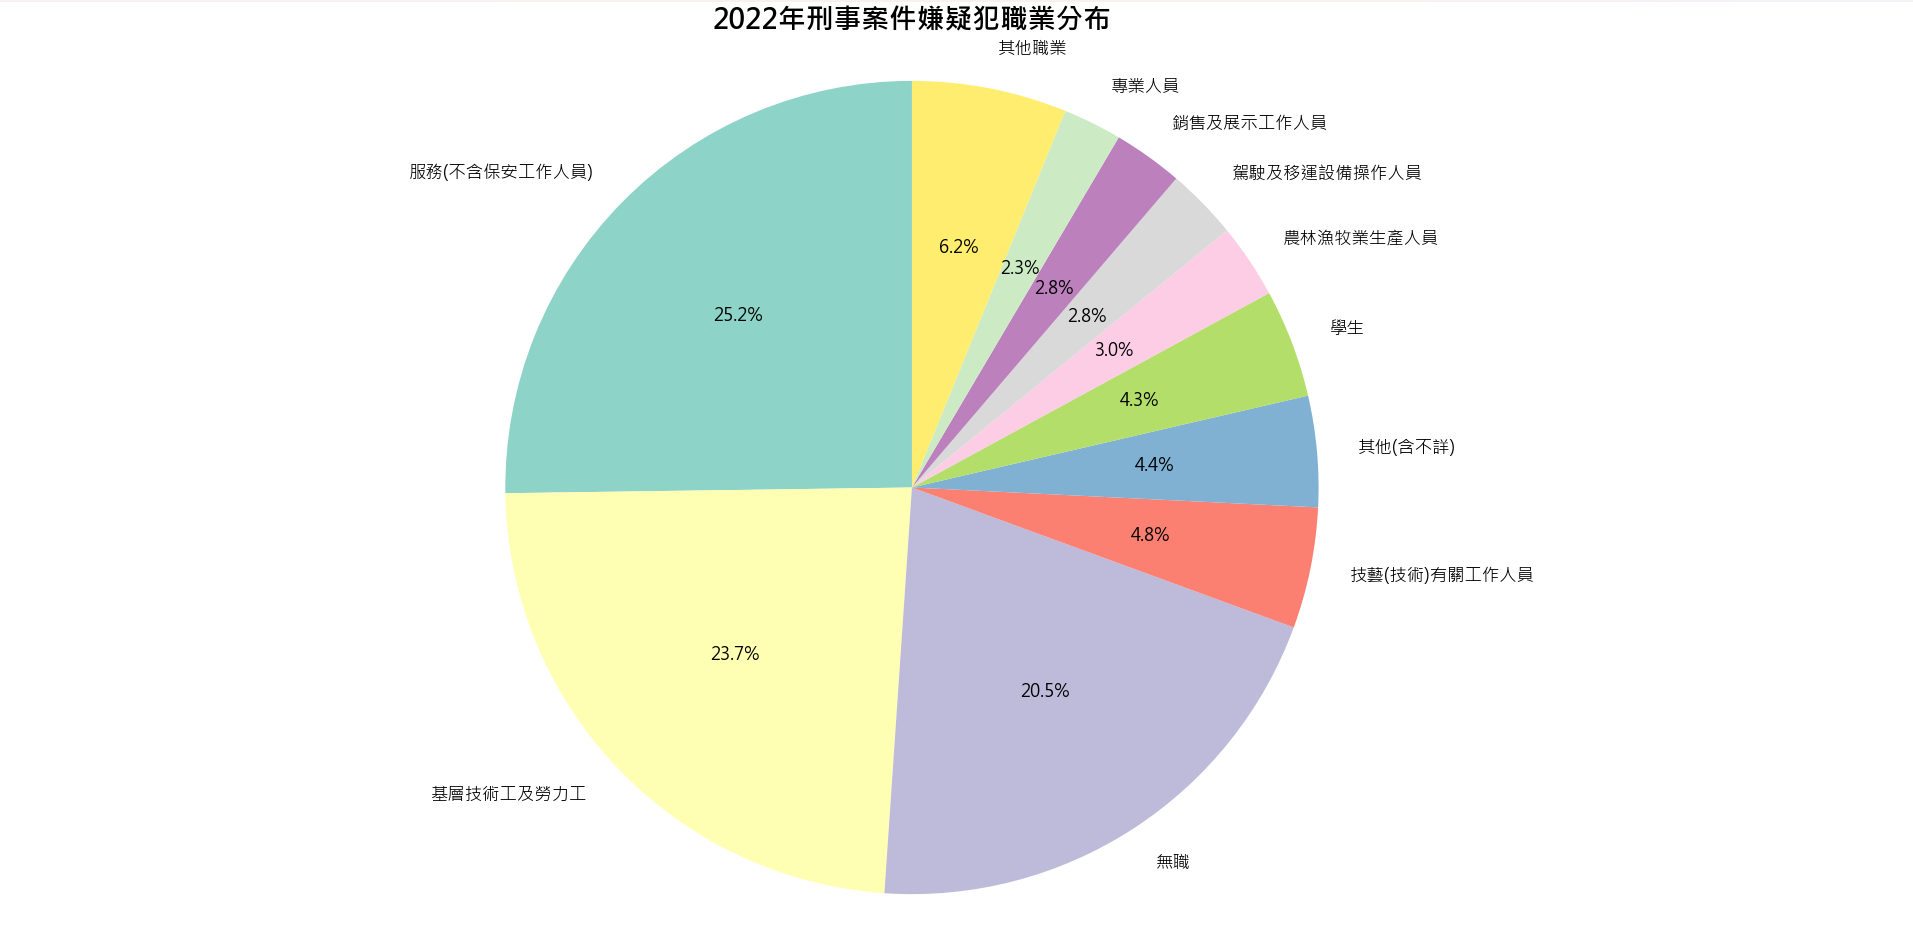 2022年刑事案件嫌疑犯職業分布
其他職業
專業人員
銷售及展示工作人員
駕駛及移運設備操作人員
農林漁牧業生產人員
學生
其他(含不詳)
技藝(技術)有關工作人員
無職
基層技術工及勞力工
服務(不含保安工作人員)
6.2%
2.3%
2.8%
2.8%
3.0%
4.3%
4.4%
4.8%
20.5%
23.7%
25.2%